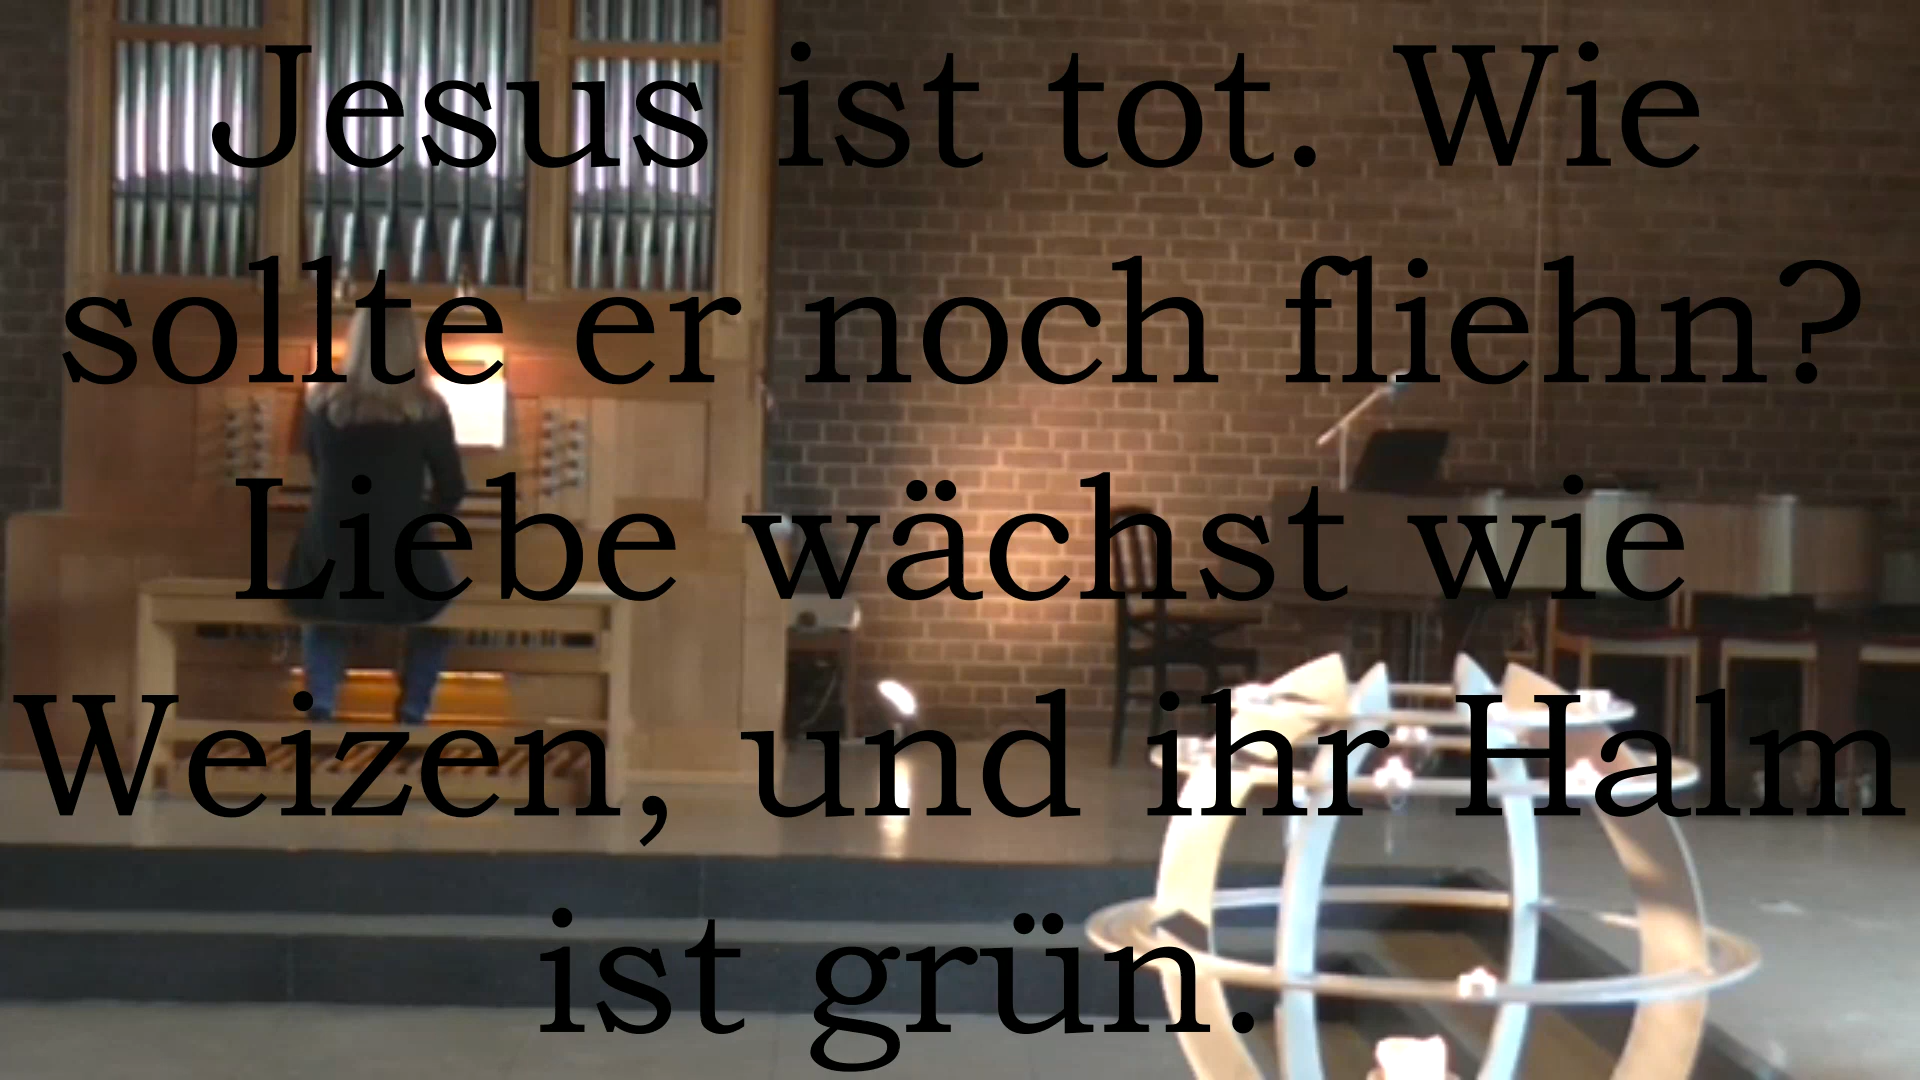 Jesus ist tot. Wie
sollte er noch fliehn?
Liebe wächst wie
Weizen, und ihr Halm
ist grün.